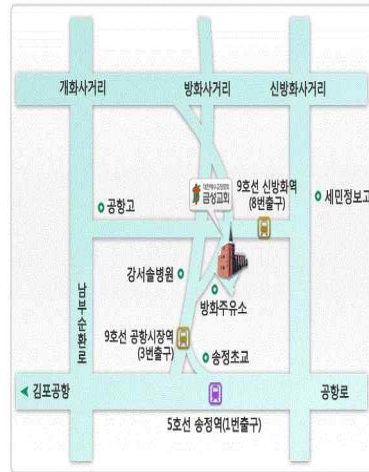 개화사거리
방화사거리
신방화사거리
금성교회
9호선 신방화역
(8번출구)
세민정보고
공항고
강서솔병원
방화주유소
남부순환로
9호선 공항시장역
(3번출구)
송정초교
김포공항
공항로
5호선 송정역(1번출구)